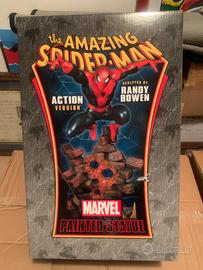 the AMAZING
SPIDER-MAN
SCULPTED BY
RANDY
BOWEN
ACTION
VERSION
MARVEL
PAINTED STATUE